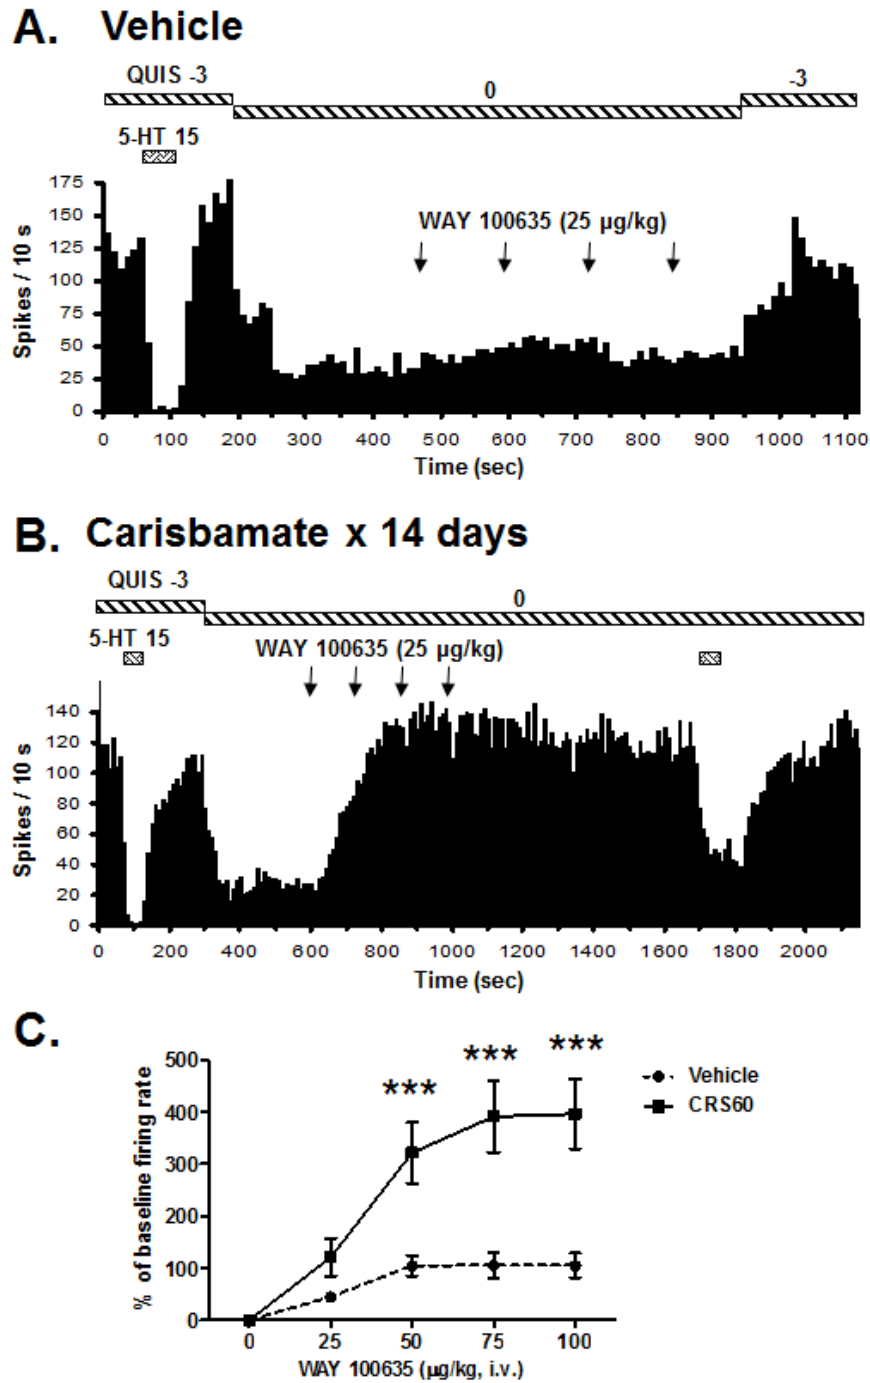 A. Vehicle
QUIS -3
0
-3
5-HT 15
175
150
125
100
75
50
25
0
Spikes / 10 s
WAY 100635 (25 µg/kg)
0 100 200 300 400 500 600 700 800 900 1000 1100
Time (sec)
B. Carisbamate x 14 days
QUIS -3
0
5-HT 15
WAY 100635 (25 µg/kg)
140
120
100
80
60
40
20
0
Spikes / 10 s
0 200 400 600 800 1000 1200 1400 1600 1800 2000
Time (sec)
C.
500
400
300
200
100
0
% of baseline firing rate
*** *** ***
Vehicle
CRS60
0 25 50 75 100
WAY 100635 (µg/kg, i.v.)